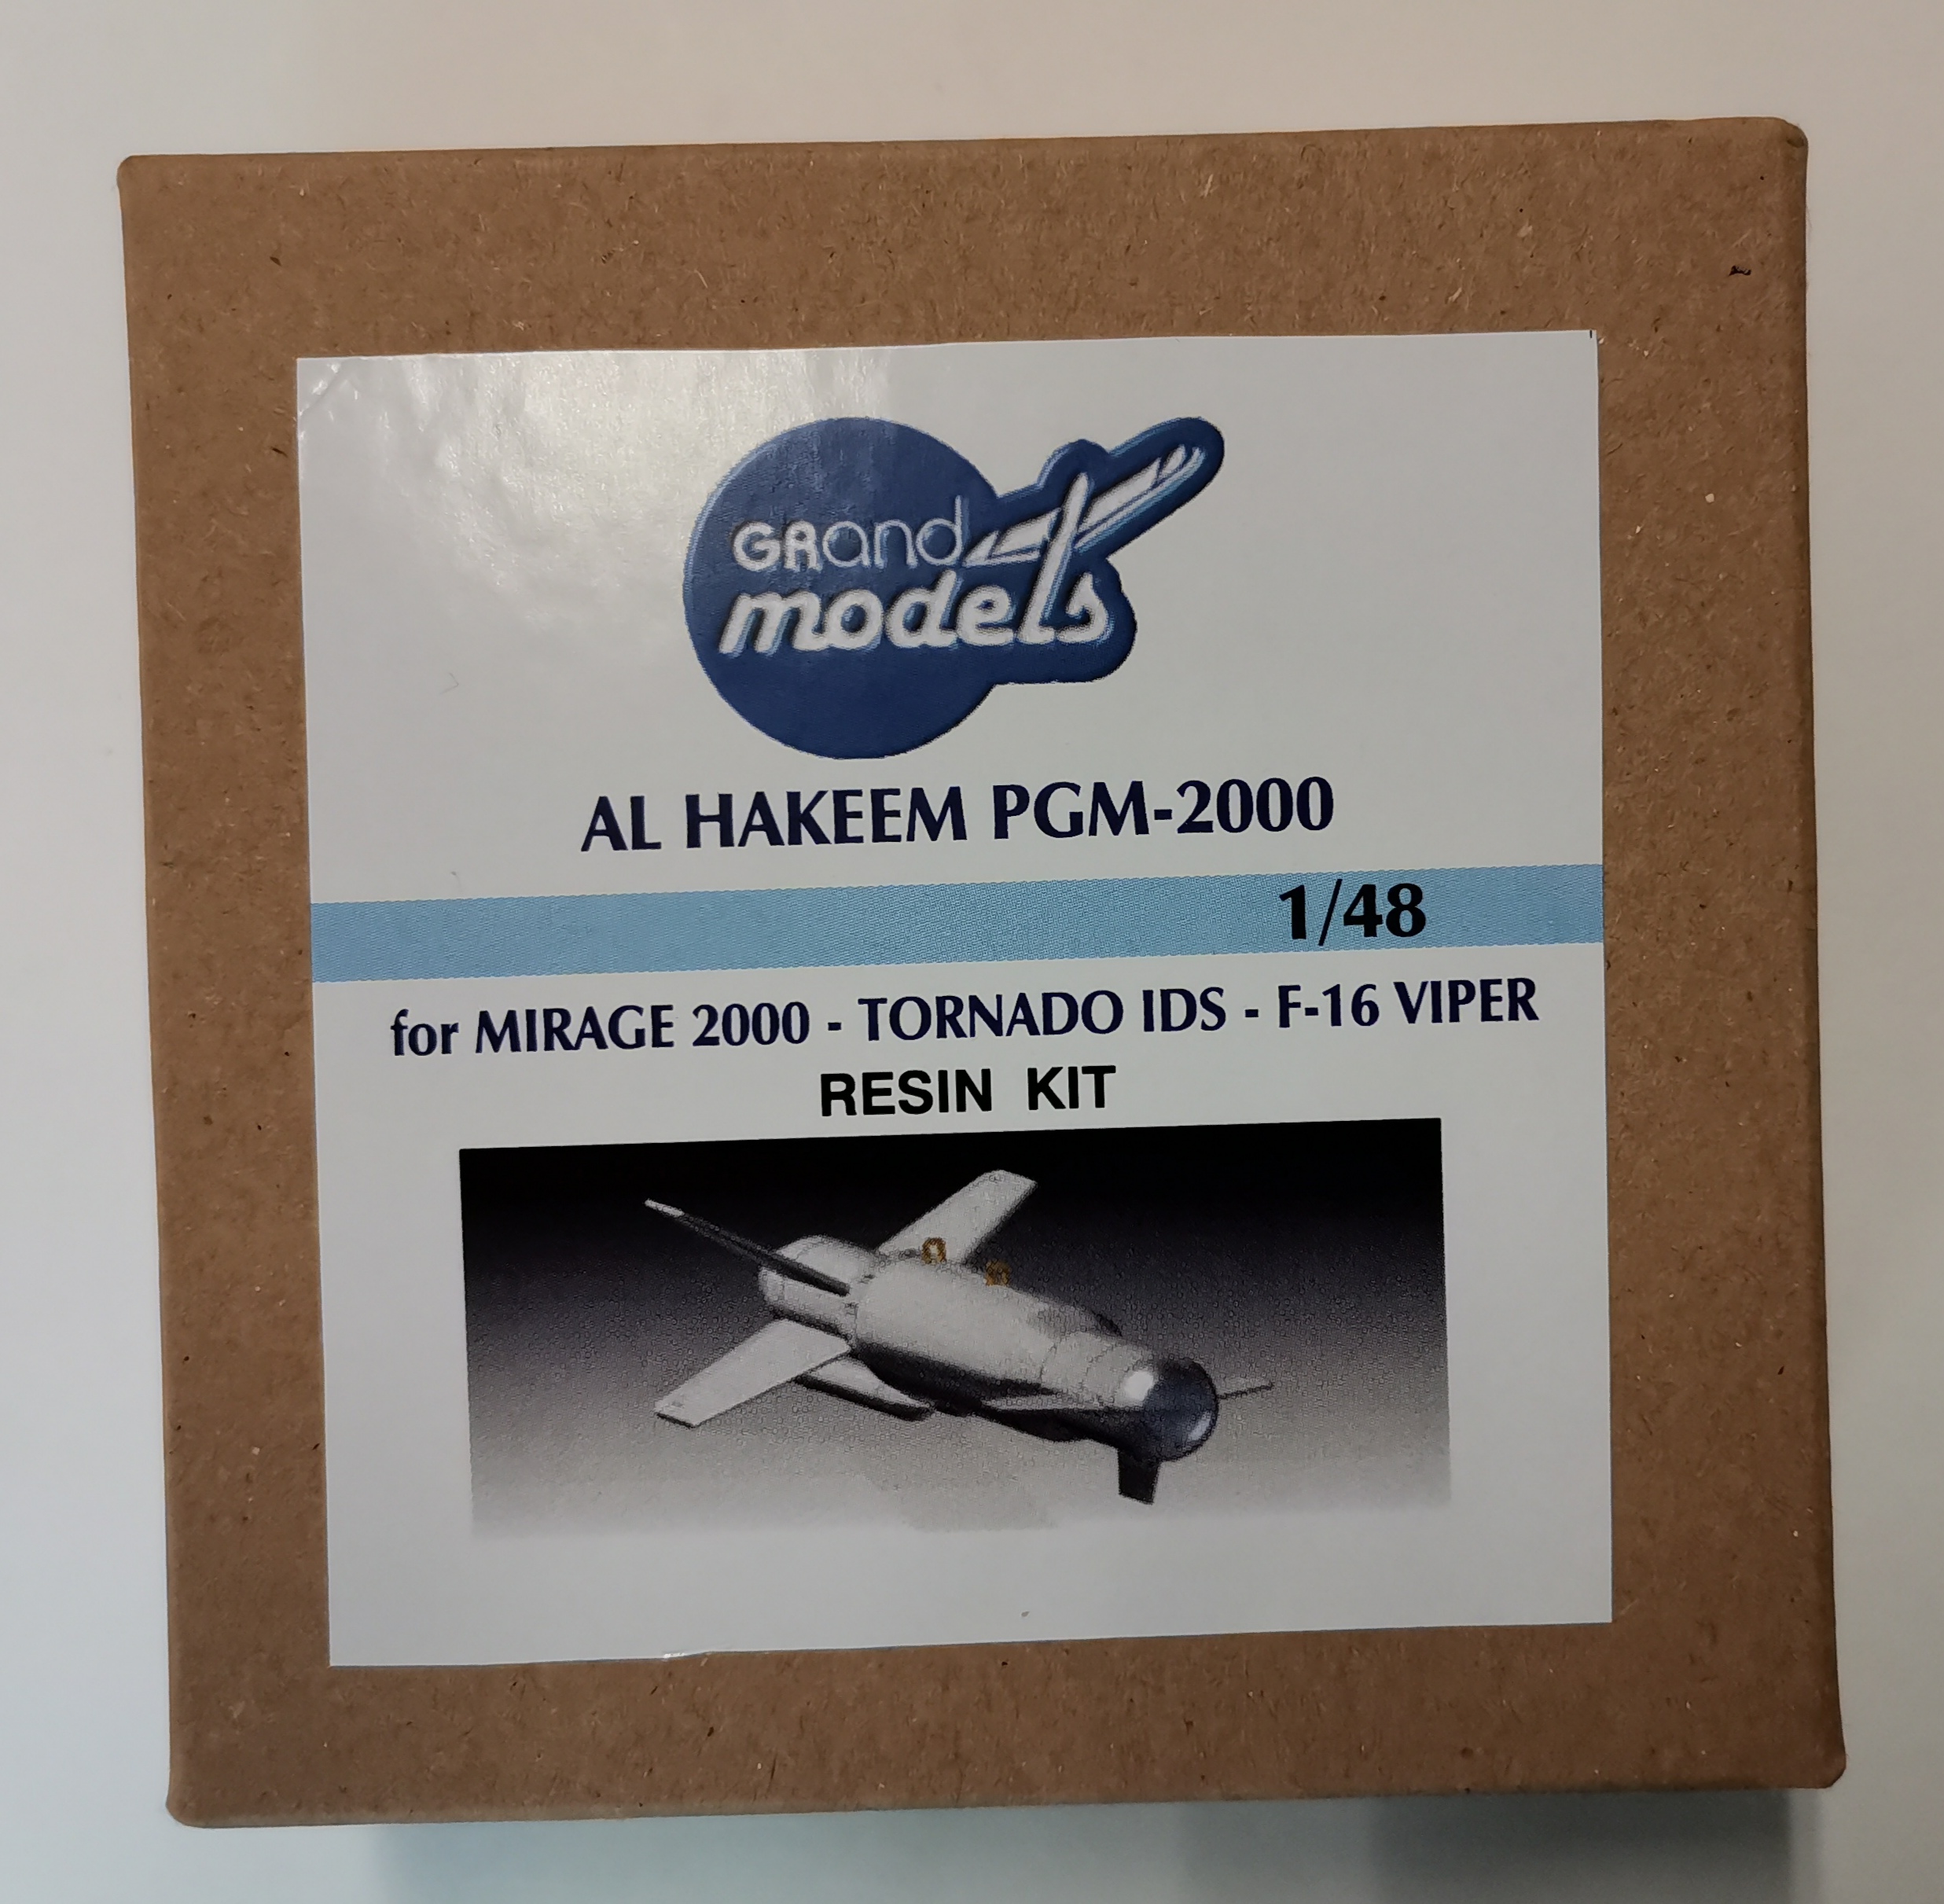 GRand
models
AL HAKEEM PGM-2000
1/48
for MIRAGE 2000 - TORNADO IDS - F-16 VIPER
RESIN KIT